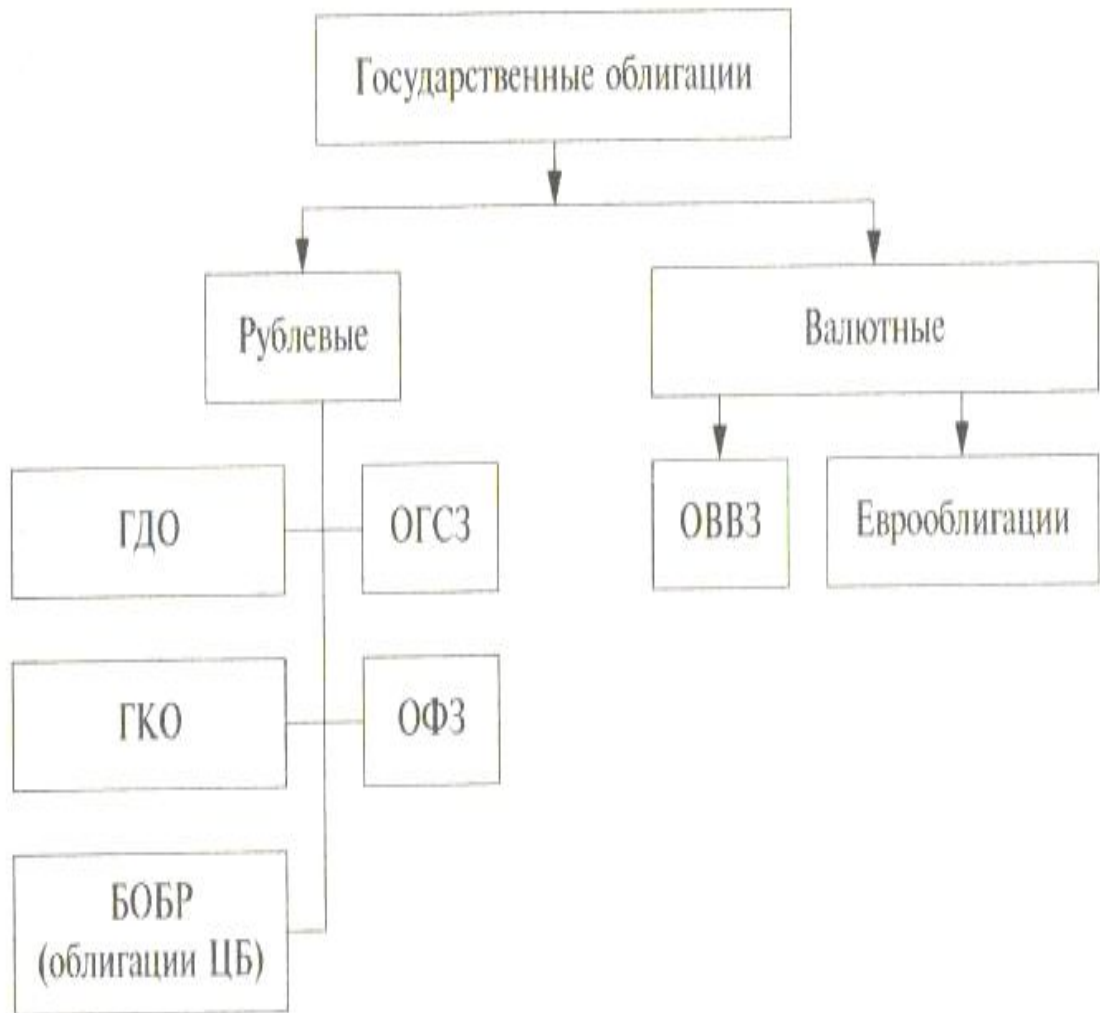 Государственные облигации
Рублевые
Валютные
ГДО
ОГСЗ
ОВВЗ
Еврооблигации
ГКО
ОФЗ
БОБР
(облигации ЦБ)